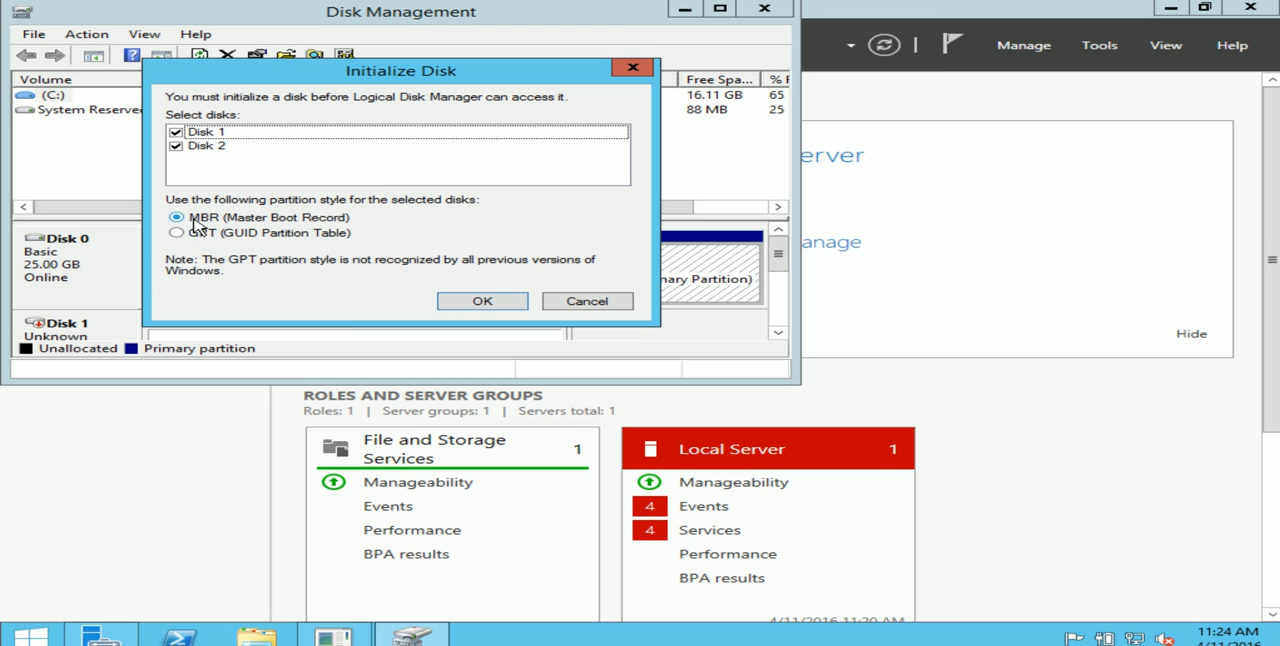 Disk Management
File Action View Help
Volume
Free Spa... % F
(C:)
16.11 GB 65
System Reserve
88 MB 25
Initialize Disk
You must initialize a disk before Logical Disk Manager can access it.
Select disks:
Disk 1
Disk 2
Use the following partition style for the selected disks:
MBR (Master Boot Record)
(GUID Partition Table)
Note: The GPT partition style is not recognized by all previous versions of
Windows.
OK Cancel
Disk 0
Basic
25.00 GB
Online
mary Partition)
Disk 1
Unknown
Unallocated Primary partition
Manage Tools View Help
erver
anage
Hide
ROLES AND SERVER GROUPS
Roles: 1 | Server groups: 1 | Servers total: 1
File and Storage
Services
1
Manageability
Events
Performance
BPA results
Local Server 1
Manageability
4 Events
4 Services
Performance
BPA results
11:24 AM